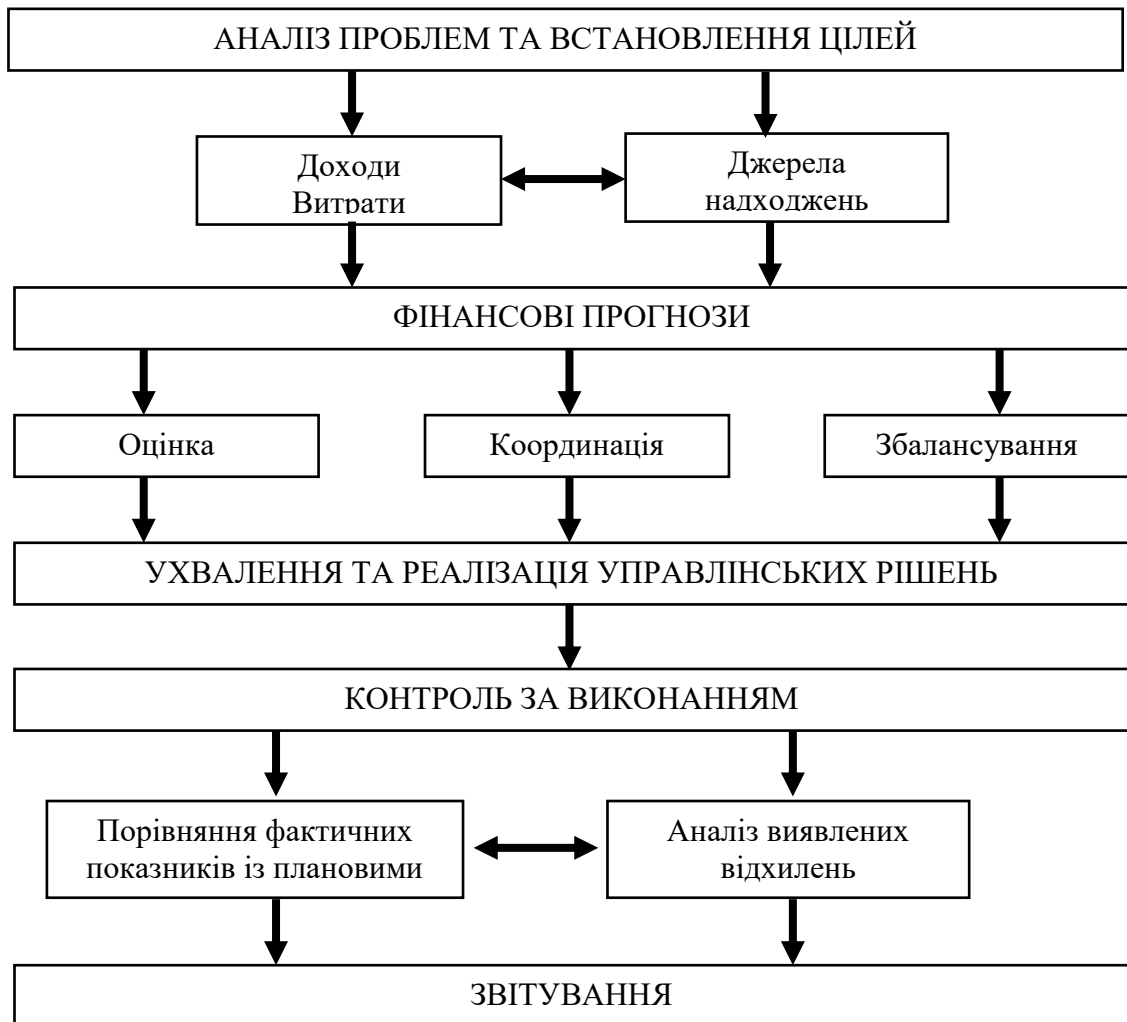 АНАЛІЗ ПРОБЛЕМ ТА ВСТАНОВЛЕННЯ ЦІЛЕЙ
Доходи
Витрати
Джерела
надходжень
ФІНАНСОВІ ПРОГНОЗИ
Оцінка
Координація
Збалансування
УХВАЛЕННЯ ТА РЕАЛІЗАЦІЯ УПРАВЛІНСЬКИХ РІШЕНЬ
КОНТРОЛЬ ЗА ВИКОНАННЯМ
Порівняння фактичних
показників із плановими
Аналіз виявлених
відхилень
ЗВІТУВАННЯ